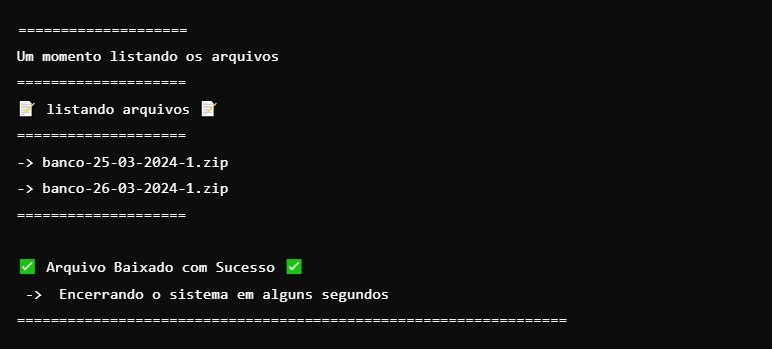 ====================
Um momento listando os arquivos
====================
📝 listando arquivos 📝
====================
-> banco-25-03-2024-1.zip
-> banco-26-03-2024-1.zip
====================
✅ Arquivo Baixado com Sucesso ✅
-> Encerrando o sistema em alguns segundos
=================================================================